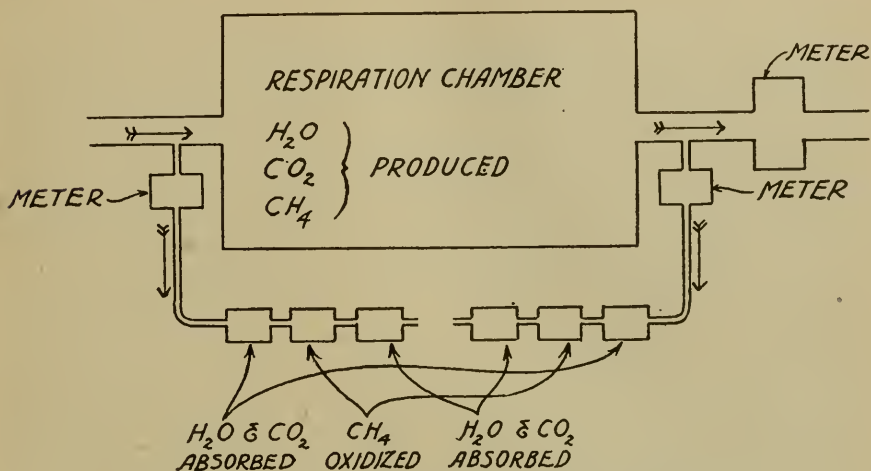 METER
RESPIRATION CHAMBER
H₂O
CO₂ } PRODUCED
CH₄
METER
METER
H₂O & CO₂ ABSORBED
CH₄ OXIDIZED
H₂O & CO₂ ABSORBED